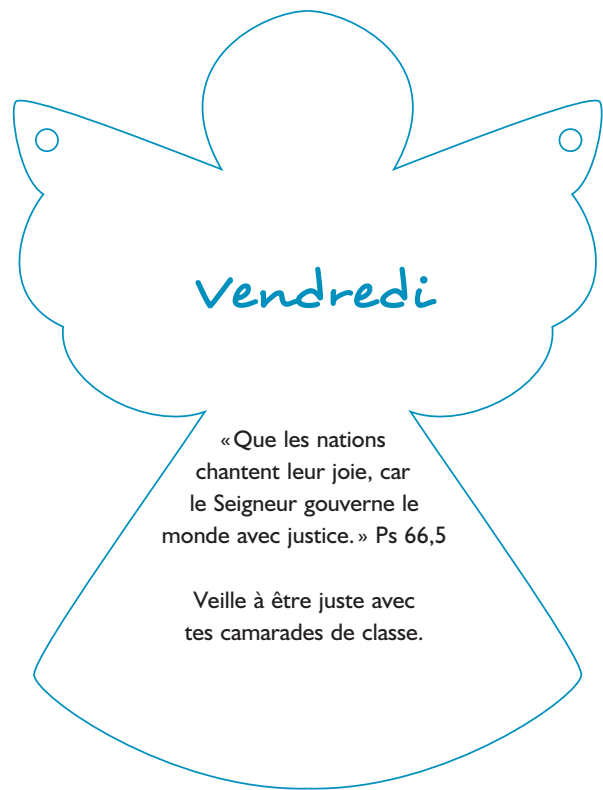 Vendredi
« Que les nations
chantent leur joie, car
le Seigneur gouverne le
monde avec justice. » Ps 66,5
Veille à être juste avec
tes camarades de classe.